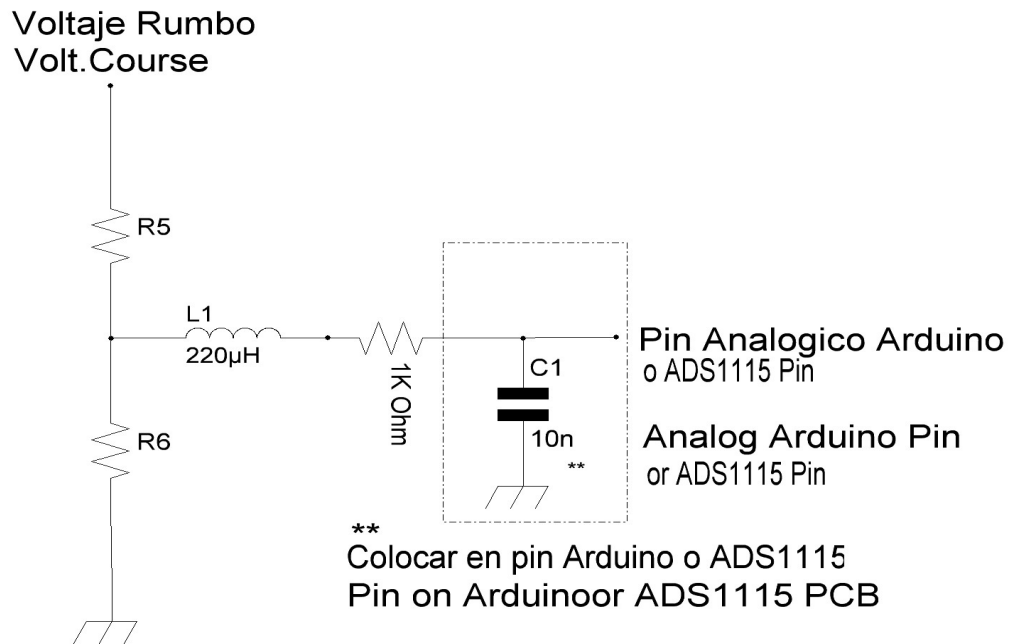 Voltaje Rumbo
Volt.Course
R5
L1
220µH
1K Ohm
C1
10n
**
R6
Pin Analogico Arduino
o ADS1115 Pin
Analog Arduino Pin
or ADS1115 Pin
**
Colocar en pin Arduino o ADS1115
Pin on Arduinoor ADS1115 PCB